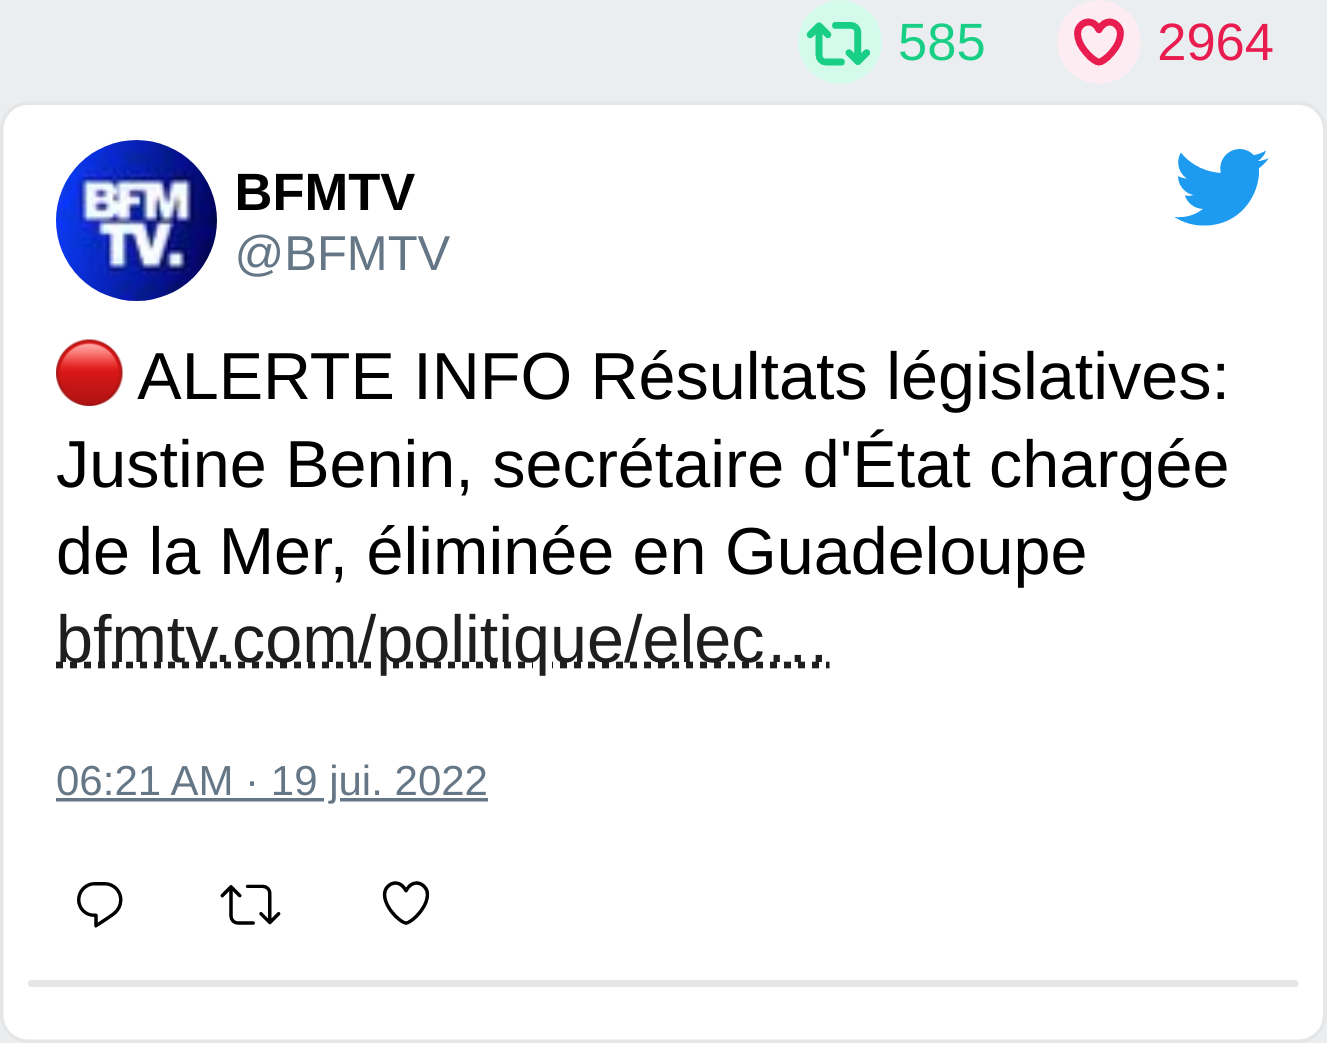 585 2964
BFM
TV.
BFMTV
@BFMTV
🔴 ALERTE INFO Résultats législatives:
Justine Benin, secrétaire d'État chargée
de la Mer, éliminée en Guadeloupe
bfmtv.com/politique/elec…
06:21 AM · 19 jui. 2022